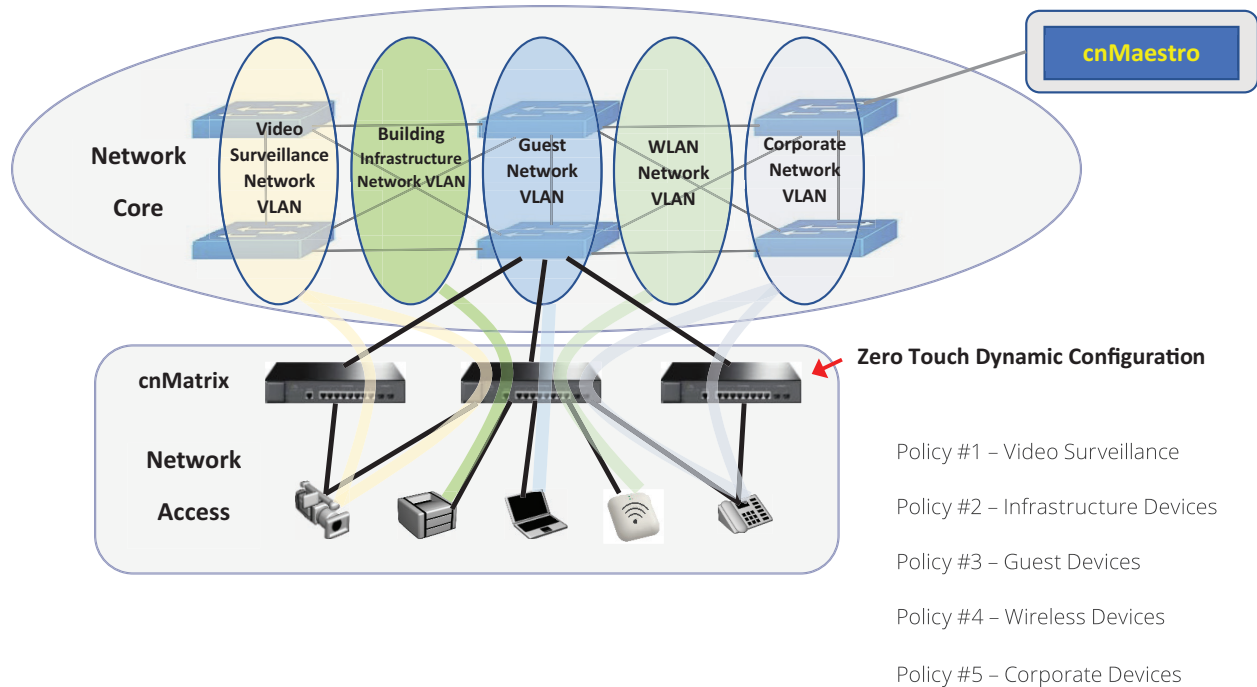 cnMaestro
Network
Core
Video
Surveillance
Network
VLAN
Building
Infrastructure
Network VLAN
Guest
Network
VLAN
WLAN
Network
VLAN
Corporate
Network
VLAN
cnMatrix
Zero Touch Dynamic Configuration
Network
Access
Policy #1 – Video Surveillance
Policy #2 – Infrastructure Devices
Policy #3 – Guest Devices
Policy #4 – Wireless Devices
Policy #5 – Corporate Devices